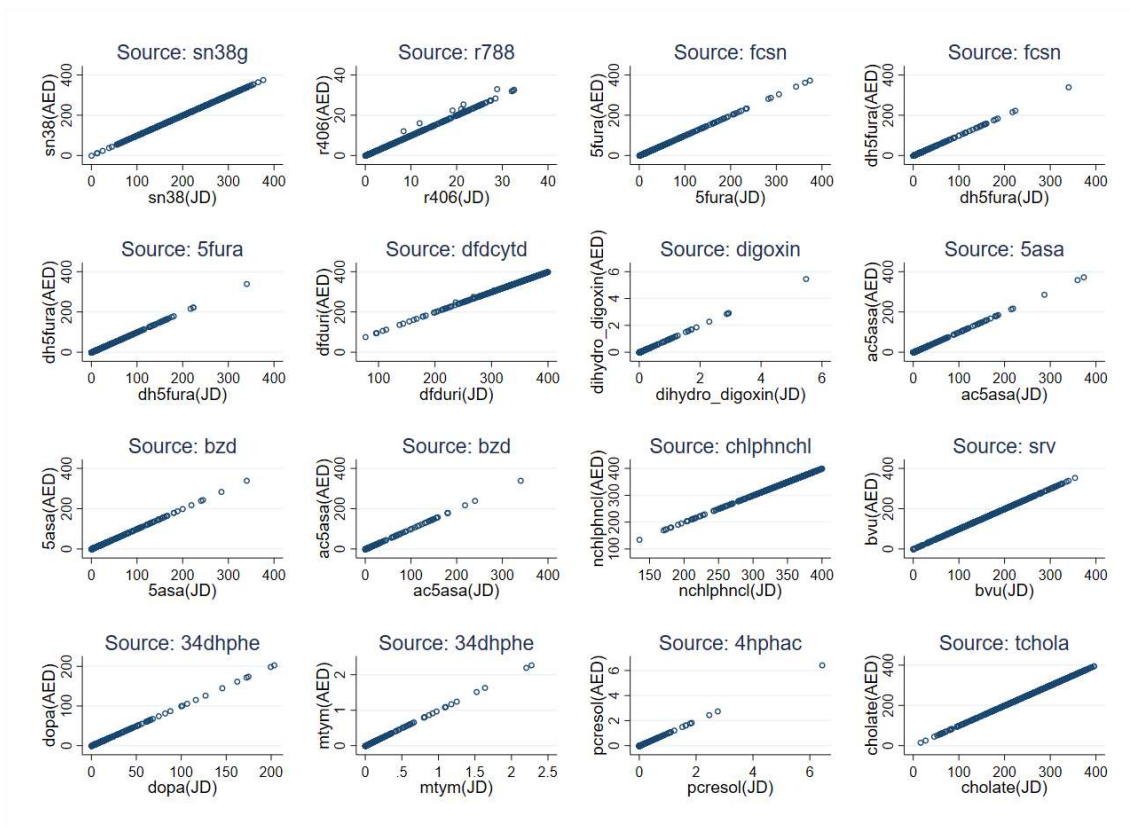 Source: sn38g
sn38(AED)
0 200 400
0 100 200 300 400
sn38(JD)
Source: r788
r406(AED)
0 20 40
0 10 20 30 40
r406(JD)
Source: fcsn
5fura(AED)
0 200 400
0 100 200 300 400
5fura(JD)
Source: fcsn
dh5fura(AED)
0 200 400
0 100 200 300 400
dh5fura(JD)
Source: 5fura
dh5fura(AED)
0 200 400
0 100 200 300 400
dh5fura(JD)
Source: dfdcytd
dfduri(AED)
0 200 400
100 200 300 400
dfduri(JD)
Source: digoxin
dihydro_digoxin(AED)
0 2 4 6
0 2 4 6
dihydro_digoxin(JD)
Source: 5asa
ac5asa(AED)
0 200 400
0 100 200 300 400
ac5asa(JD)
Source: bzd
5asa(AED)
0 200 400
0 100 200 300 400
5asa(JD)
Source: bzd
ac5asa(AED)
0 200 400
0 100 200 300 400
ac5asa(JD)
Source: chlphnchl
nchlphncl(AED)
100 200 300 400
150 200 250 300 350 400
nchlphncl(JD)
Source: srv
bvu(AED)
0 200 400
0 100 200 300 400
bvu(JD)
Source: 34dhphe
dopa(AED)
0 100 200
0 50 100 150 200
dopa(JD)
Source: 34dhphe
mtym(AED)
0 1 2
0 .5 1 1.5 2 2.5
mtym(JD)
Source: 4hphac
pcresol(AED)
0 2 4 6
0 2 4 6
pcresol(JD)
Source: tchola
cholate(AED)
0 200 400
0 100 200 300 400
cholate(JD)